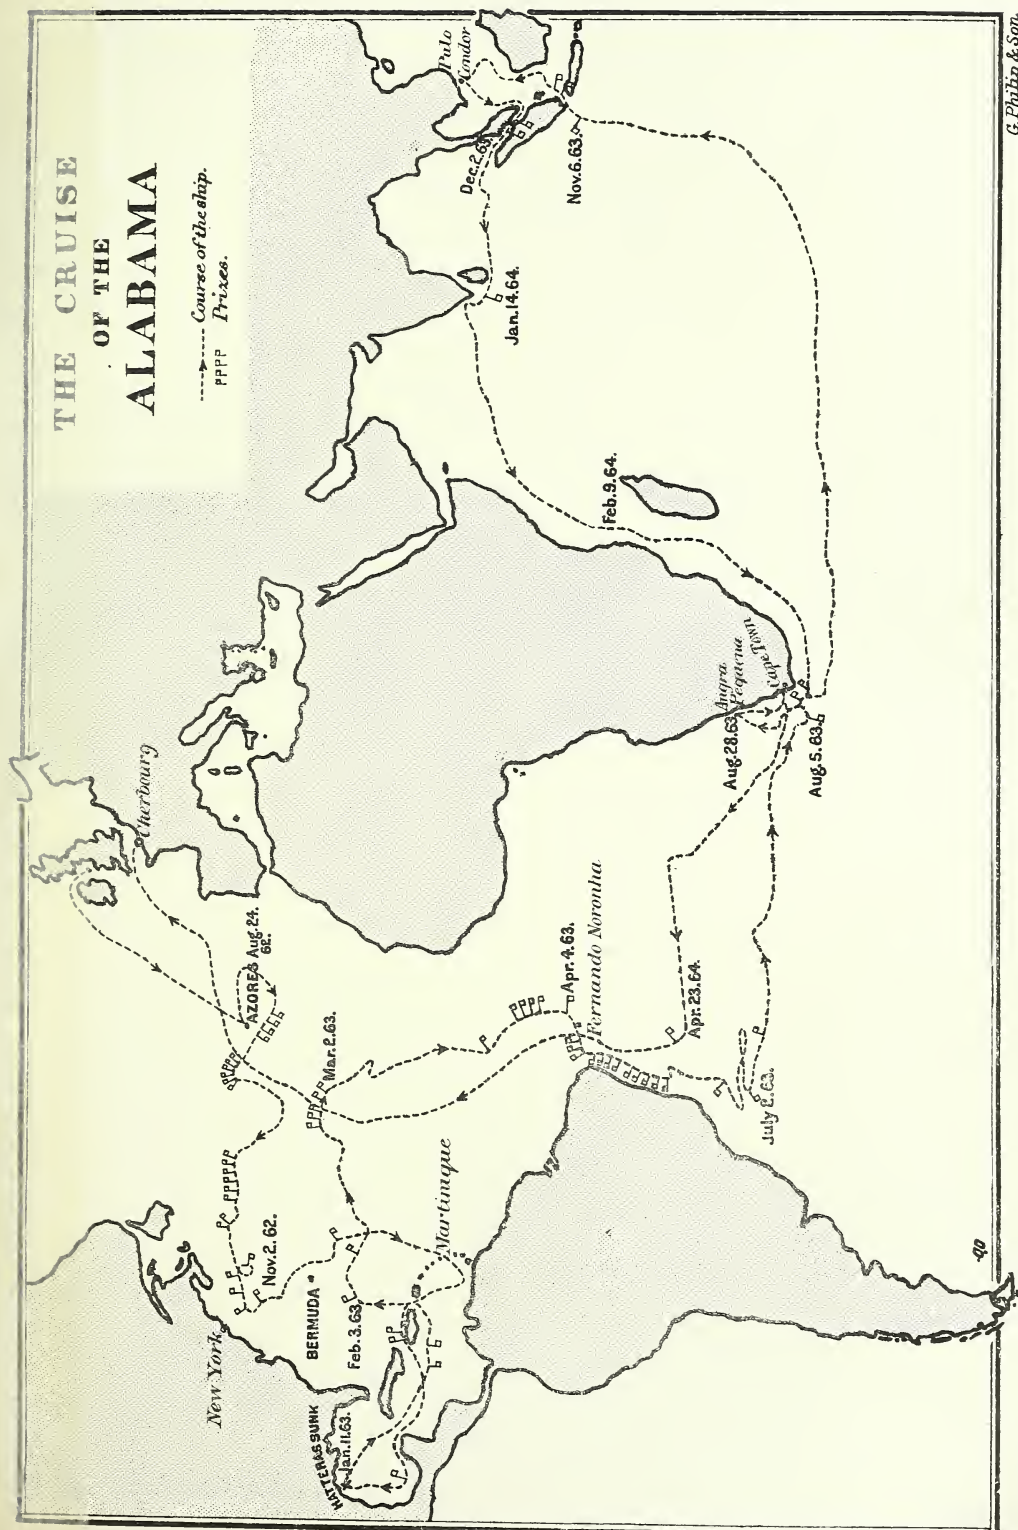 THE CRUISE
OF THE
ALABAMA
Course of the ship.
Prizes.
Pulo
Condor
Dec. 2. 63.
Nov. 6. 63.
Jan. 14. 64.
Feb. 9. 64.
Angra
Pequena
Cape Town
Aug. 28. 63.
Aug. 5. 63.
Cherbourg
AZORES
Aug. 24.
62.
Mar. 2. 63.
Apr. 4. 63.
Fernando Noronha
Apr. 23. 64.
July 2. 63.
Martinique
New York
Nov. 2. 62.
BERMUDA
Feb. 3. 63.
HATTERAS SUNK
Jan. 11. 63.
G. Philip & Son.